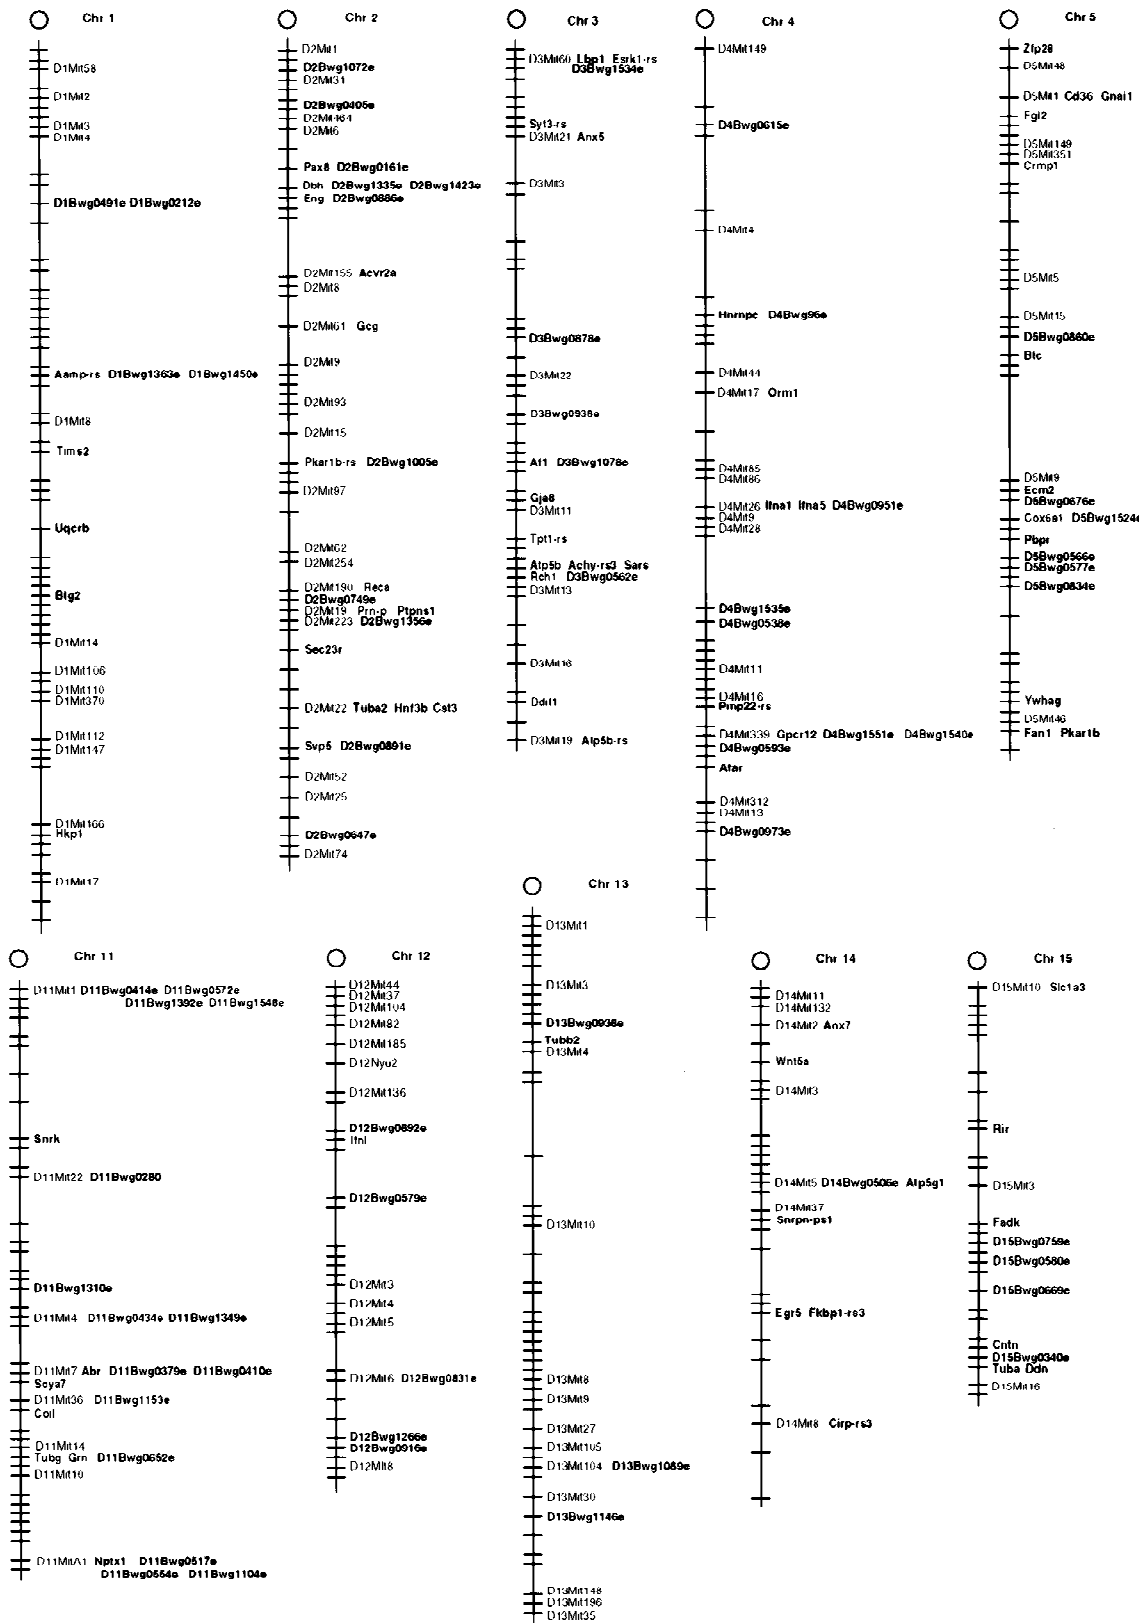 Chr 1
D1Mit58
D1Mit2
D1Mit3
D1Mit4
D1Bwg0491e D1Bwg0212e
Aamp-rs D1Bwg1363e D1Bwg1450e
D1Mit8
Tims2
Uqcrb
Btg2
D1Mit14
D1Mit106
D1Mit110
D1Mit370
D1Mit112
D1Mit147
D1Mit166
Hkp1
D1Mit17
Chr 2
D2Mit1
D2Bwg1072e
D2Mit31
D2Bwg0405e
D2Mit464
D2Mit6
Pax8 D2Bwg0161e
Dbh D2Bwg1335e D2Bwg1423e
Eng D2Bwg0886e
D2Mit155 Acvr2a
D2Mit8
D2Mit61 Gcg
D2Mit9
D2Mit93
D2Mit15
Pkar1b-rs D2Bwg1005e
D2Mit97
D2Mit62
D2Mit254
D2Mit190 Reca
D2Bwg0749e
D2Mit19 Prn-p Ptpns1
D2Mit223 D2Bwg1356e
Sec23r
D2Mit22 Tuba2 Hnf3b Cst3
Svp5 D2Bwg0891e
D2Mit52
D2Mit25
D2Bwg0647e
D2Mit74
Chr 3
D3Mit60 Lbp1 Esrk1-rs
D3Bwg1534e
Syt3-rs
D3Mit21 Anx5
D3Mit3
D3Bwg0878e
D3Mit22
D3Bwg0936e
Af1 D3Bwg1078e
Gja8
D3Mit11
Tpt1-rs
Atp5b Achy-rs3 Sars
Rch1 D3Bwg0562e
D3Mit13
D3Mit16
Ddit1
D3Mit19 Atp5b-rs
Chr 4
D4Mit149
D4Bwg0615e
D4Mit4
Hnrnpc D4Bwg96e
D4Mit44
D4Mit17 Orm1
D4Mit85
D4Mit86
D4Mit26 Ifna1 Ifna5 D4Bwg0951e
D4Mit9
D4Mit28
D4Bwg1535e
D4Bwg0538e
D4Mit11
D4Mit16
Pmp22-rs
D4Mit339 Gpcr12 D4Bwg1551e D4Bwg1540e
D4Bwg0593e
Afar
D4Mit312
D4Mit13
D4Bwg0973e
Chr 5
Zfp28
D5Mit48
D5Mit1 Cd36 Gnai1
Fgl2
D5Mit149
D5Mit351
Crmp1
D5Mit5
D5Mit15
D5Bwg0860e
Btc
D5Mit9
Ecm2
D5Bwg0676e
Cox6a1 D5Bwg1524e
Pbpr
D5Bwg0566e
D5Bwg0577e
D5Bwg0834e
Ywhag
D5Mit46
Fan1 Pkar1b
Chr 11
D11Mit1 D11Bwg0414e D11Bwg0572e
D11Bwg1392e D11Bwg1548e
Snrk
D11Mit22 D11Bwg0280
D11Bwg1310e
D11Mit4 D11Bwg0434e D11Bwg1349e
D11Mit7 Abr D11Bwg0379e D11Bwg0410e
Scya7
D11Mit36 D11Bwg1153e
Coil
D11Mit14
Tubg Grn D11Bwg0652e
D11Mit10
D11MitA1 Nptx1 D11Bwg0517e
D11Bwg0554e D11Bwg1104e
Chr 12
D12Mit44
D12Mit37
D12Mit104
D12Mit82
D12Mit185
D12Nyu2
D12Mit136
D12Bwg0892e
D12Bwg0579e
D12Mit3
D12Mit4
D12Mit5
D12Mit6 D12Bwg0831e
D12Bwg1266e
D12Bwg0916e
D12Mit8
Chr 13
D13Mit1
D13Mit3
D13Bwg0936e
Tubb2
D13Mit4
D13Mit10
D13Mit8
D13Mit9
D13Mit27
D13Mit105
D13Mit104 D13Bwg1089e
D13Mit30
D13Bwg1146e
D13Mit148
D13Mit196
D13Mit35
Chr 14
D14Mit11
D14Mit132
D14Mit2 Anx7
Wnt5a
D14Mit3
D14Mit5 D14Bwg0506e Atp5g1
D14Mit37
Snrpn-ps1
Egr5 Fkbp1-rs3
D14Mit8 Cirp-rs3
Chr 15
D15Mit10 Slc1a3
Rir
D15Mit3
Fadk
D15Bwg0759e
D15Bwg0580e
D15Bwg0669e
Cntn
D15Bwg0340e
Tuba Ddn
D15Mit16